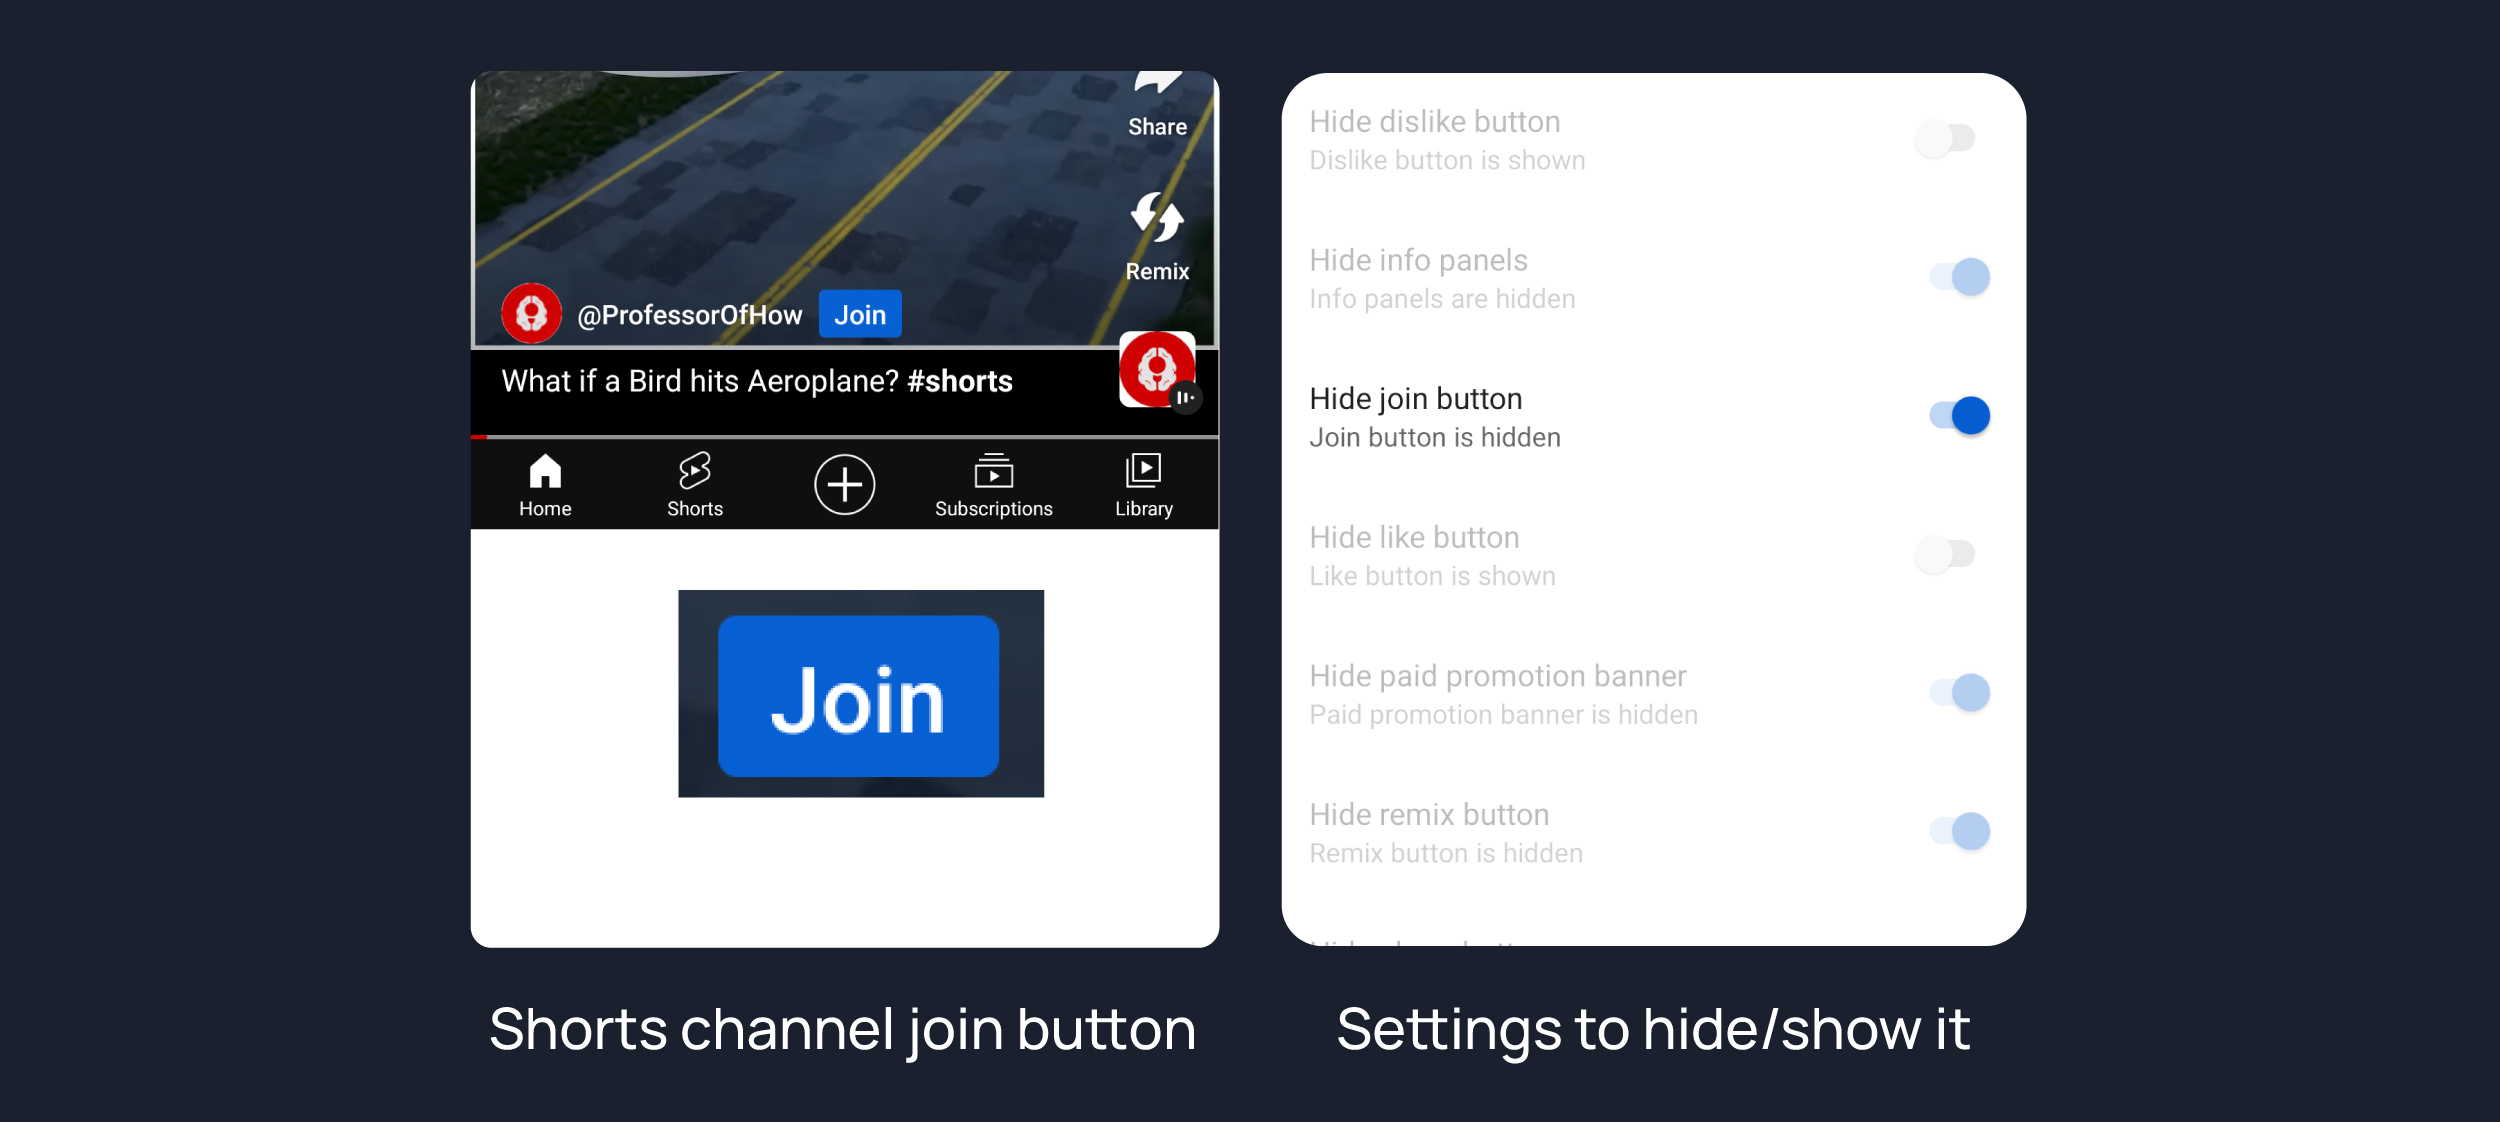 Share
Remix
@ProfessorOfHow Join
What if a Bird hits Aeroplane? #shorts
Home Shorts Subscriptions Library
Join
Shorts channel join button
Hide dislike button
Dislike button is shown
Hide info panels
Info panels are hidden
Hide join button
Join button is hidden
Hide like button
Like button is shown
Hide paid promotion banner
Paid promotion banner is hidden
Hide remix button
Remix button is hidden
Settings to hide/show it